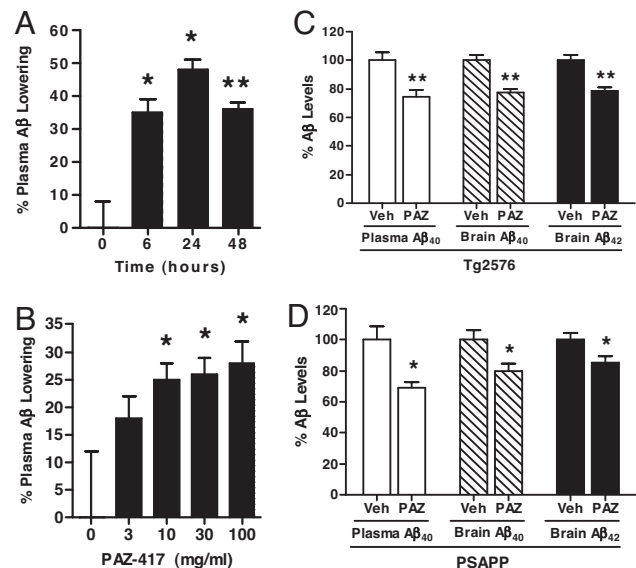 A
% Plasma Aβ Lowering
60
50
40
30
20
10
0
*
*
**
0 6 24 48
Time (hours)
B
% Plasma Aβ Lowering
35
30
25
20
15
10
5
0
*
*
*
0 3 10 30 100
PAZ-417 (mg/ml)
C
% Aβ Levels
120
100
80
60
40
20
0
**
**
**
Veh PAZ Veh PAZ Veh PAZ
Plasma Aβ40 Brain Aβ40 Brain Aβ42
Tg2576
D
% Aβ Levels
120
100
80
60
40
20
0
*
*
*
Veh PAZ Veh PAZ Veh PAZ
Plasma Aβ40 Brain Aβ40 Brain Aβ42
PSAPP